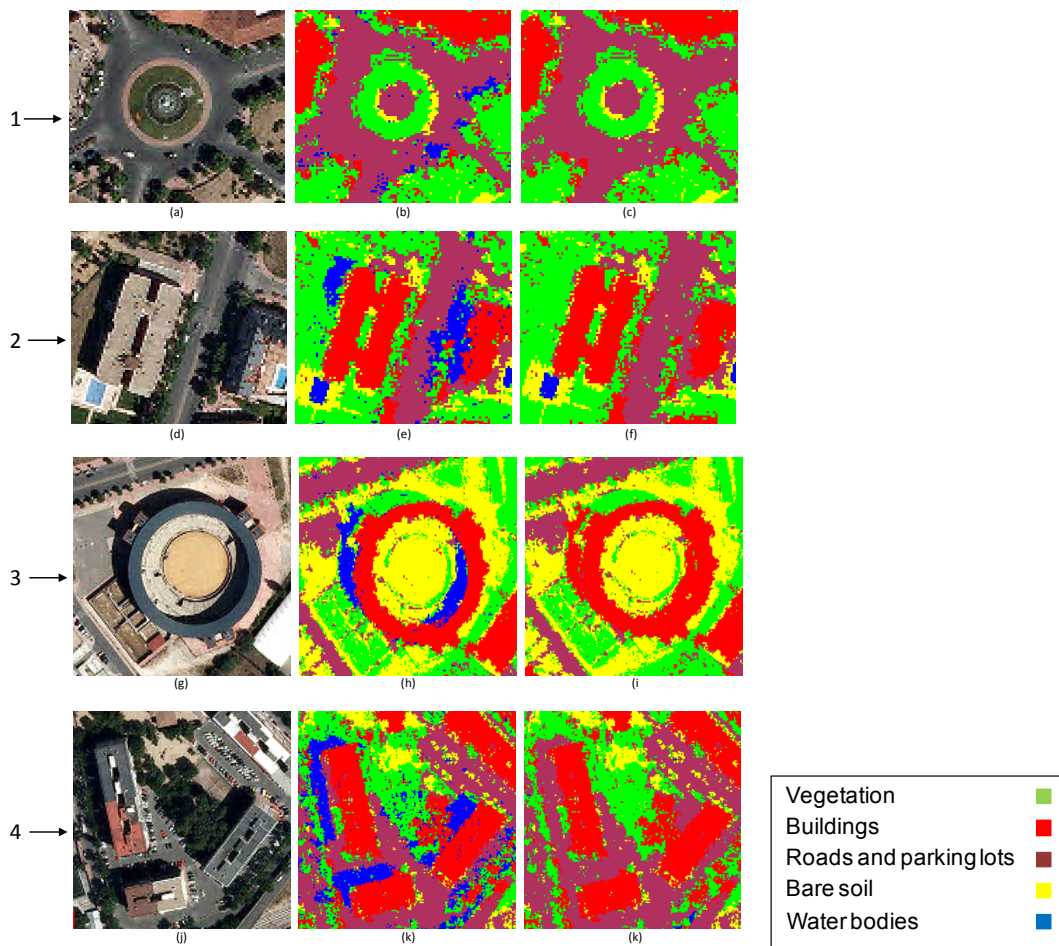 1
(a)
(b)
(c)
2
(d)
(e)
(f)
3
(g)
(h)
(i
4
(j)
(k)
(k)
Vegetation
Buildings
Roads and parking lots
Bare soil
Water bodies